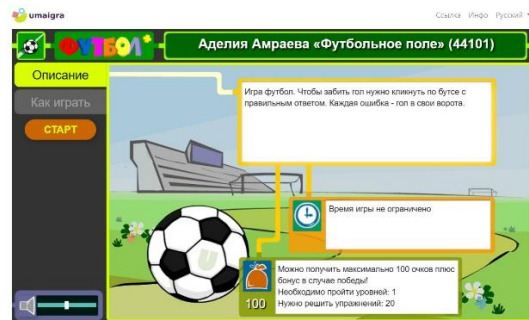 umaigra
Ссылка Инфо Русский
ФУТБОЛ
Аделия Амраева «Футбольное поле» (44101)
Описание
Как играть
СТАРТ
Игра футбол. Чтобы забить гол нужно кликнуть по бутсе с
правильным ответом. Каждая ошибка - гол в свои ворота.
Время игры не ограничено
Можно получить максимально 100 очков плюс
бонус в случае победы!
Необходимо пройти уровней: 1
Нужно решить упражнений: 20
100